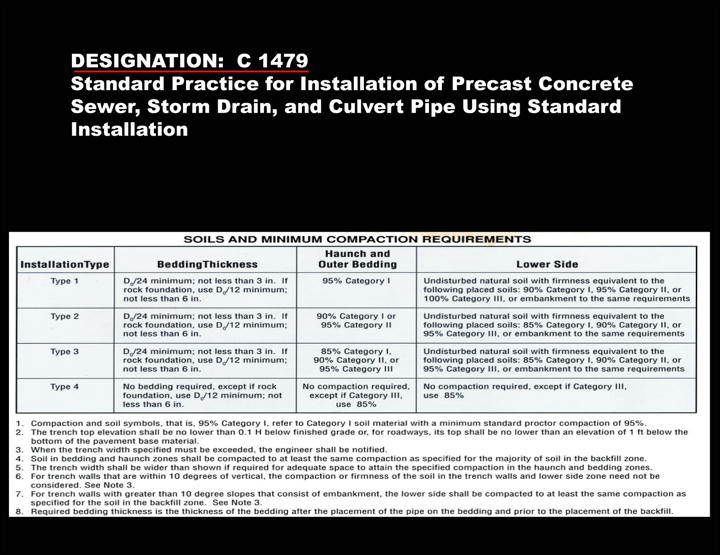 DESIGNATION:  C 1479
Standard Practice for Installation of Precast Concrete
Sewer, Storm Drain, and Culvert Pipe Using Standard
Installation
SOILS AND MINIMUM COMPACTION REQUIREMENTS
InstallationType
BeddingThickness
Haunch and
Outer Bedding
Lower Side
Type 1
Do/24 minimum; not less than 3 in.  If
rock foundation, use Do/12 minimum;
not less than 6 in.
95% Category I
Undisturbed natural soil with firmness equivalent to the
following placed soils: 90% Category I, 95% Category II, or
100% Category III, or embankment to the same requirements
Type 2
Do/24 minimum; not less than 3 in.  If
rock foundation, use Do/12 minimum;
not less than 6 in.
90% Category I or
95% Category II
Undisturbed natural soil with firmness equivalent to the
following placed soils: 85% Category I, 90% Category II, or
95% Category III, or embankment to the same requirements
Type 3
Do/24 minimum; not less than 3 in.  If
rock foundation, use Do/12 minimum;
not less than 6 in.
85% Category I,
90% Category II, or
95% Category III
Undisturbed natural soil with firmness equivalent to the
following placed soils: 85% Category I, 90% Category II, or
95% Category III, or embankment to the same requirements
Type 4
No bedding required, except if rock
foundation, use Do/12 minimum; not
less than 6 in.
No compaction required,
except if Category III,
use  85%
No compaction required, except if Category III,
use  85%
1.  Compaction and soil symbols, that is, 95% Category I, refer to Category I soil material with a minimum standard proctor compaction of 95%.
2.  The trench top elevation shall be no lower than 0.1 H below finished grade or, for roadways, its top shall be no lower than an elevation of 1 ft below the
bottom of the pavement base material.
3.  When the trench width specified must be exceeded, the engineer shall be notified.
4.  Soil in bedding and haunch zones shall be compacted to at least the same compaction as specified for the majority of soil in the backfill zone.
5.  The trench width shall be wider than shown if required for adequate space to attain the specified compaction in the haunch and bedding zones.
6.  For trench walls that are within 10 degrees of vertical, the compaction or firmness of the soil in the trench walls and lower side zone need not be
considered. See Note 3.
7.  For trench walls with greater than 10 degree slopes that consist of embankment, the lower side shall be compacted to at least the same compaction as
specified for the soil in the backfill zone.  See Note 3.
8.  Required bedding thickness is the thickness of the bedding after the placement of the pipe on the bedding and prior to the placement of the backfill.